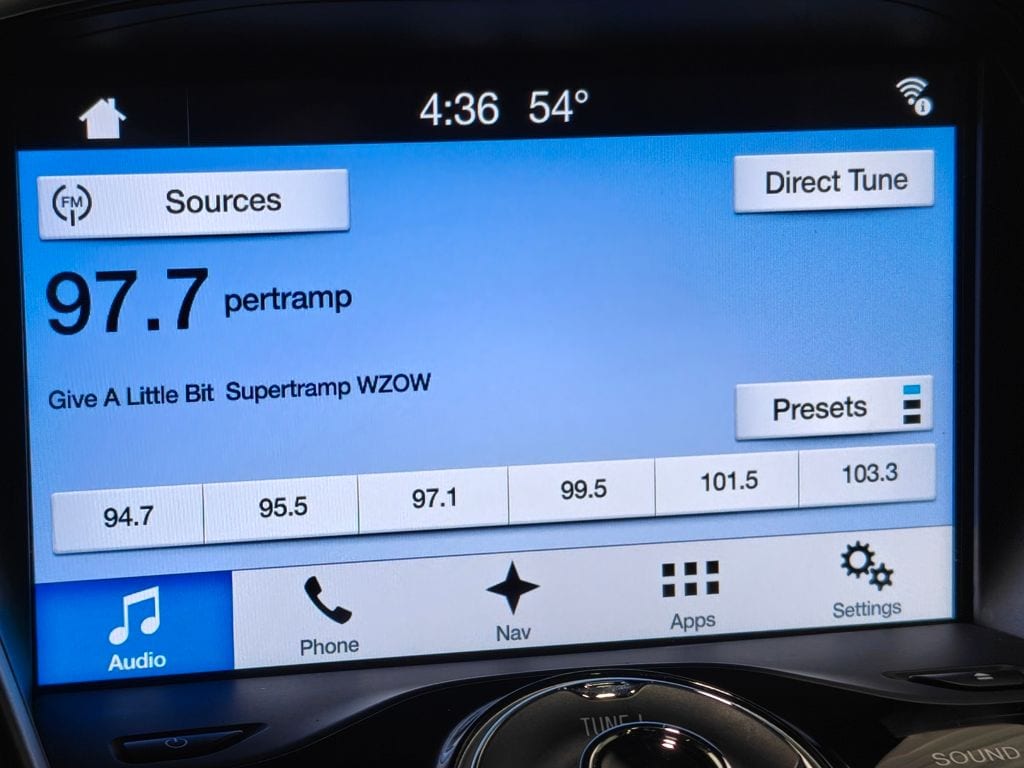 4:36 54°
FM Sources
Direct Tune
97.7 pertramp
Give A Little Bit Supertramp WZOW
Presets
94.7 95.5 97.1 99.5 101.5 103.3
Audio Phone Nav Apps Settings
TUNE
SOUND